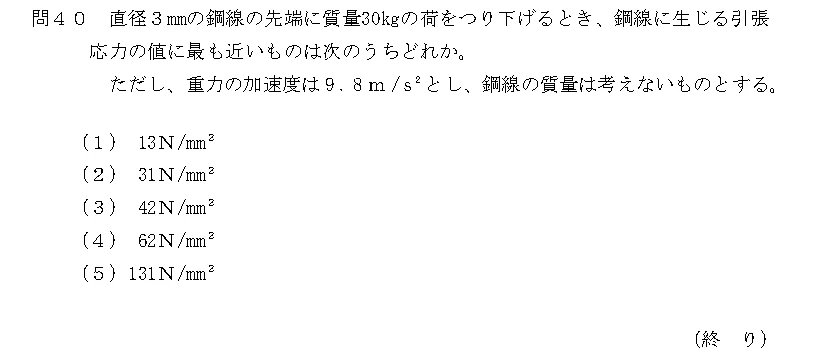 問４０　直径３㎜の鋼線の先端に質量30kgの荷をつり下げるとき、鋼線に生じる引張
応力の値に最も近いものは次のうちどれか。
ただし、重力の加速度は９．８ｍ/s²とし、鋼線の質量は考えないものとする。
(１)　13Ｎ/㎜²
(２)　31Ｎ/㎜²
(３)　42Ｎ/㎜²
(４)　62Ｎ/㎜²
(５) 131Ｎ/㎜²
(終　り)